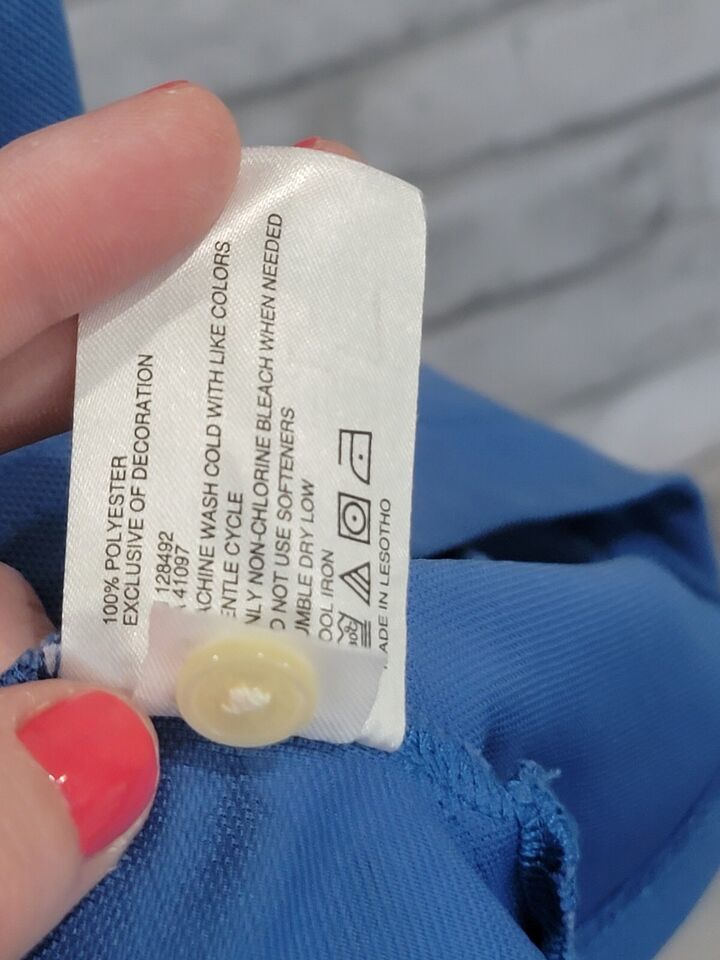 100% POLYESTER
EXCLUSIVE OF DECORATION
128492
41097
ACHINE WASH COLD WITH LIKE COLORS
ENTLE CYCLE
NLY NON-CHLORINE BLEACH WHEN NEEDED
O NOT USE SOFTENERS
UMBLE DRY LOW
OOL IRON
30c
ADE IN LESOTHO